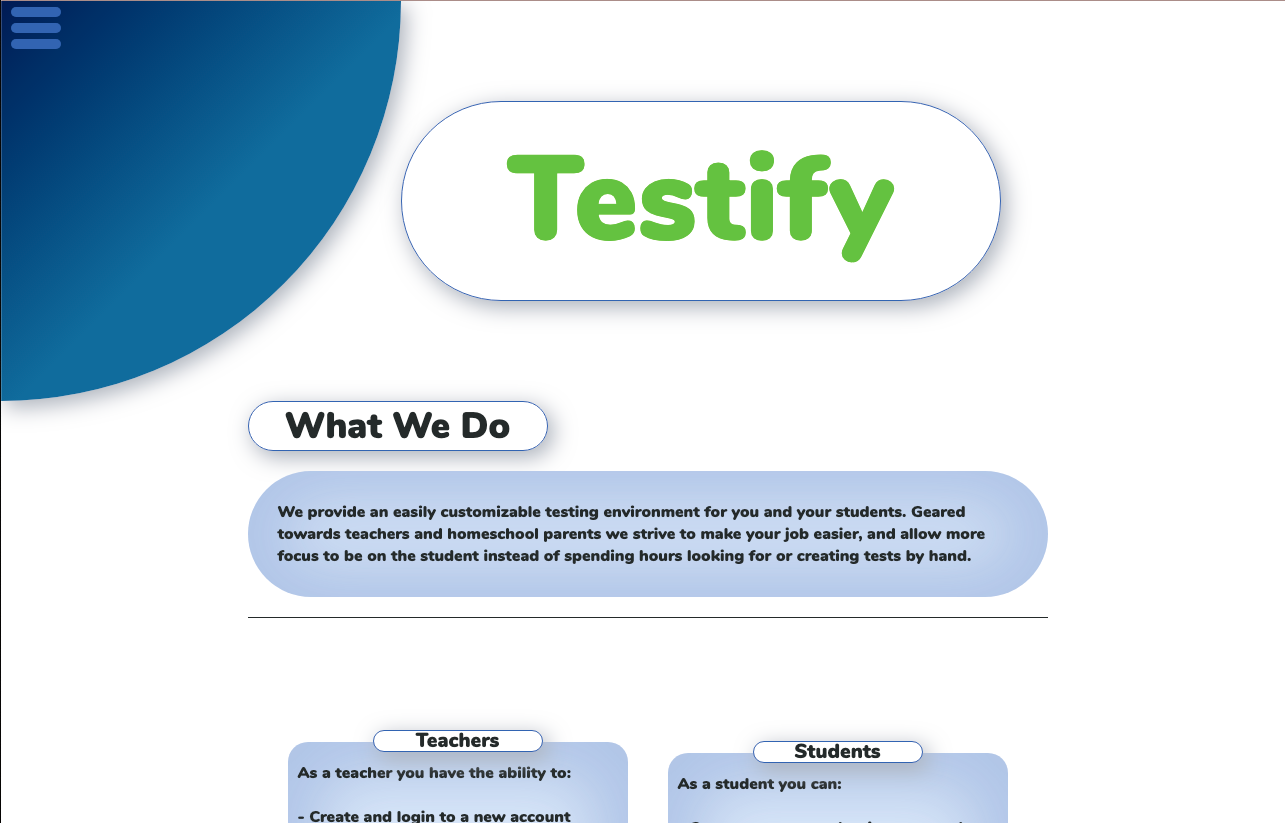 Testify
What We Do
We provide an easily customizable testing environment for you and your students. Geared
towards teachers and homeschool parents we strive to make your job easier, and allow more
focus to be on the student instead of spending hours looking for or creating tests by hand.
Teachers
As a teacher you have the ability to:
- Create and login to a new account
Students
As a student you can: